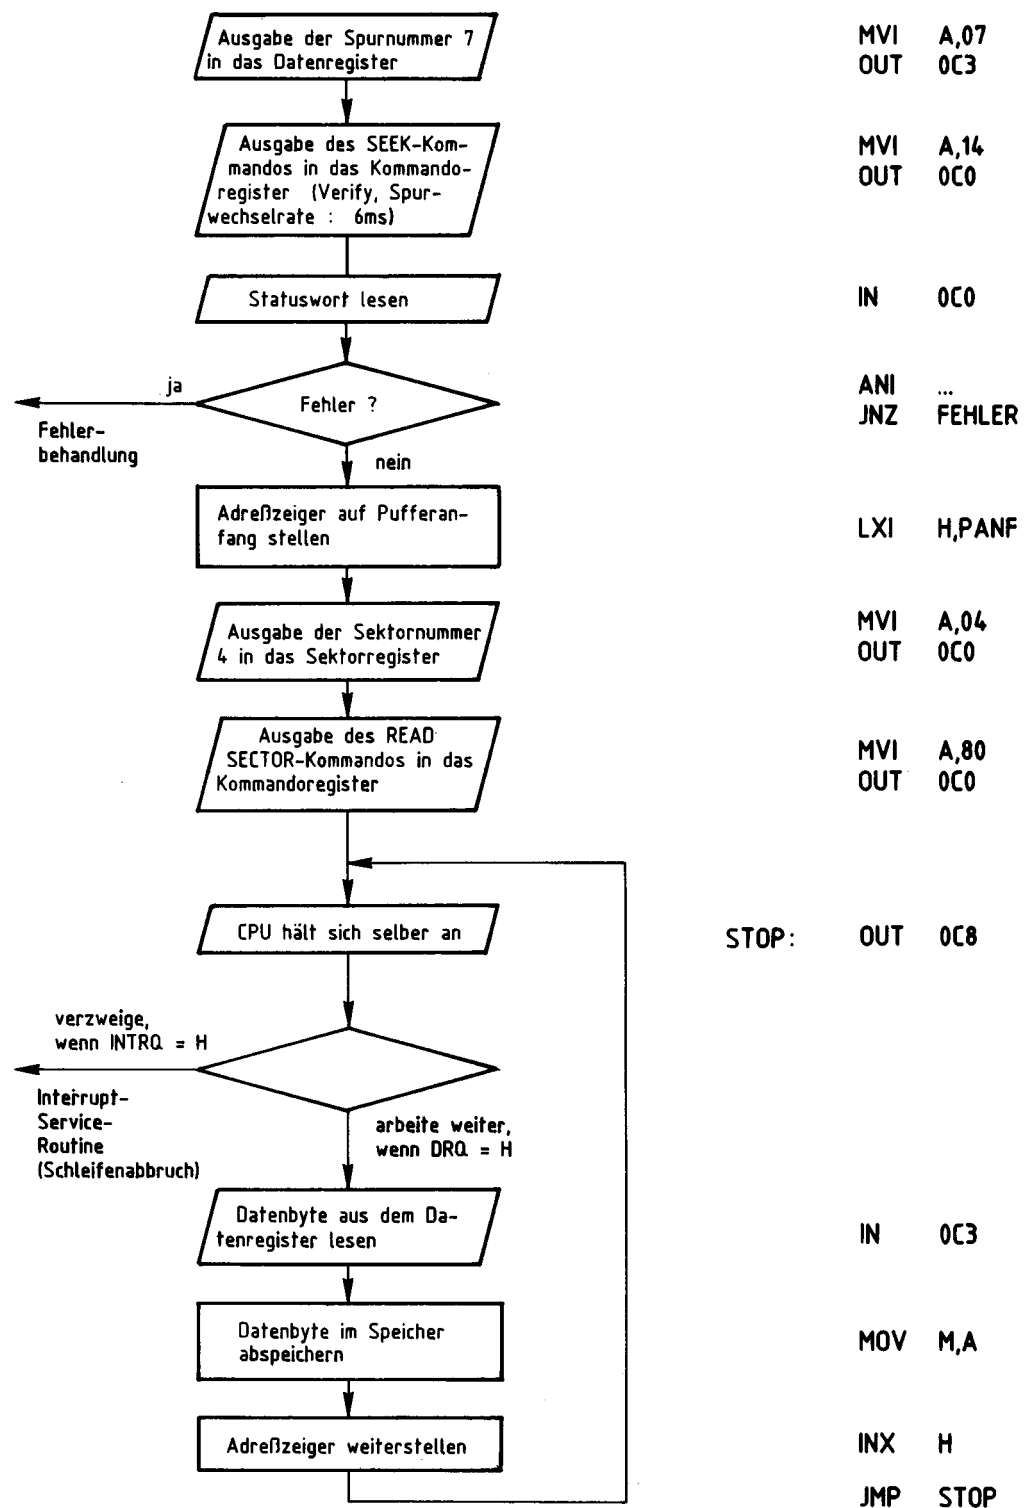 Ausgabe der Spurnummer 7
in das Datenregister
MVI A,07
OUT 0C3
Ausgabe des SEEK-Kom-
mandos in das Kommando-
register (Verify, Spur-
wechselrate : 6ms)
MVI A,14
OUT 0C0
Statuswort lesen
IN 0C0
ja
Fehler ?
Fehler-
behandlung
nein
ANI ...
JNZ FEHLER
Adreßzeiger auf Pufferan-
fang stellen
LXI H,PANF
Ausgabe der Sektornummer
4 in das Sektorregister
MVI A,04
OUT 0C0
Ausgabe des READ
SECTOR-Kommandos in das
Kommandoregister
MVI A,80
OUT 0C0
CPU hält sich selber an
STOP: OUT 0C8
verzweige,
wenn INTRQ = H
Interrupt-
Service-
Routine
(Schleifenabbruch)
arbeite weiter,
wenn DRQ = H
Datenbyte aus dem Da-
tenregister lesen
IN 0C3
Datenbyte im Speicher
abspeichern
MOV M,A
Adreßzeiger weiterstellen
INX H
JMP STOP